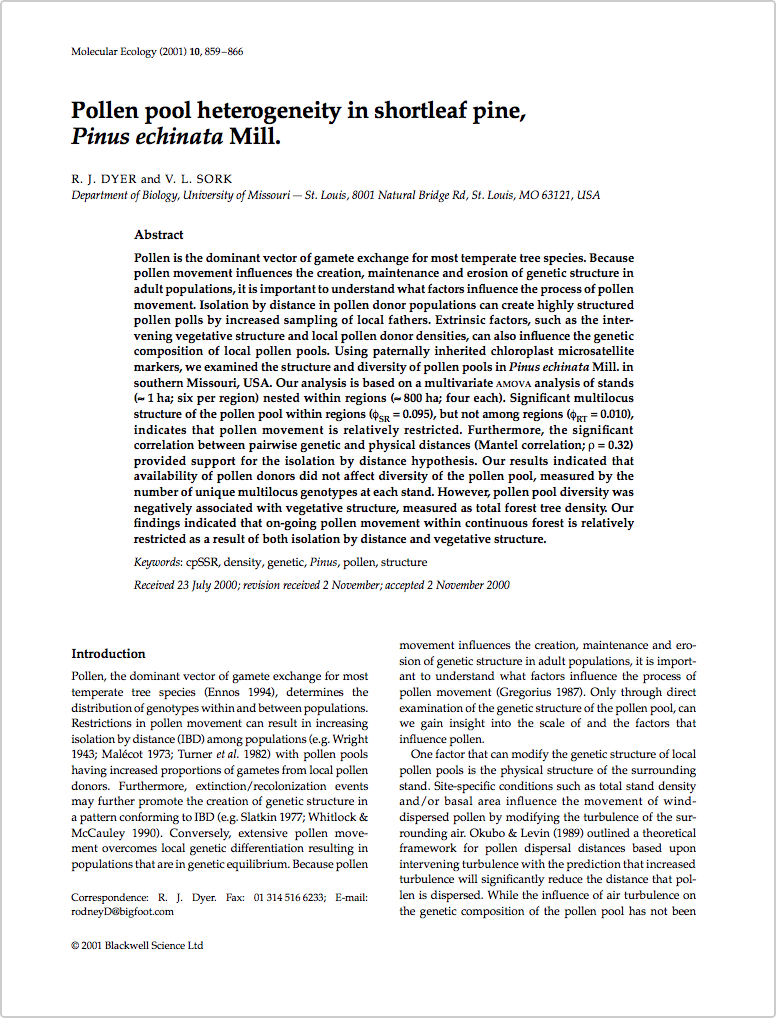 Molecular Ecology (2001) 10, 859–866
Pollen pool heterogeneity in shortleaf pine,
Pinus echinata Mill.
R. J. DYER and V. L. SORK
Department of Biology, University of Missouri — St. Louis, 8001 Natural Bridge Rd, St. Louis, MO 63121, USA
Abstract
Pollen is the dominant vector of gamete exchange for most temperate tree species. Because
pollen movement influences the creation, maintenance and erosion of genetic structure in
adult populations, it is important to understand what factors influence the process of pollen
movement. Isolation by distance in pollen donor populations can create highly structured
pollen polls by increased sampling of local fathers. Extrinsic factors, such as the inter-
vening vegetative structure and local pollen donor densities, can also influence the genetic
composition of local pollen pools. Using paternally inherited chloroplast microsatellite
markers, we examined the structure and diversity of pollen pools in Pinus echinata Mill. in
southern Missouri, USA. Our analysis is based on a multivariate AMOVA analysis of stands
(≈ 1 ha; six per region) nested within regions (≈ 800 ha; four each). Significant multilocus
structure of the pollen pool within regions (ϕSR = 0.095), but not among regions (ϕRT = 0.010),
indicates that pollen movement is relatively restricted. Furthermore, the significant
correlation between pairwise genetic and physical distances (Mantel correlation; ρ = 0.32)
provided support for the isolation by distance hypothesis. Our results indicated that
availability of pollen donors did not affect diversity of the pollen pool, measured by the
number of unique multilocus genotypes at each stand. However, pollen pool diversity was
negatively associated with vegetative structure, measured as total forest tree density. Our
findings indicated that on-going pollen movement within continuous forest is relatively
restricted as a result of both isolation by distance and vegetative structure.
Keywords: cpSSR, density, genetic, Pinus, pollen, structure
Received 23 July 2000; revision received 2 November; accepted 2 November 2000
Introduction
Pollen, the dominant vector of gamete exchange for most
temperate tree species (Ennos 1994), determines the
distribution of genotypes within and between populations.
Restrictions in pollen movement can result in increasing
isolation by distance (IBD) among populations (e.g. Wright
1943; Malécot 1973; Turner et al. 1982) with pollen pools
having increased proportions of gametes from local pollen
donors. Furthermore, extinction/recolonization events
may further promote the creation of genetic structure in
a pattern conforming to IBD (e.g. Slatkin 1977; Whitlock &
McCauley 1990). Conversely, extensive pollen move-
ment overcomes local genetic differentiation resulting in
populations that are in genetic equilibrium. Because pollen
Correspondence: R. J. Dyer. Fax: 01 314 516 6233; E-mail:
rodneyD@bigfoot.com
movement influences the creation, maintenance and ero-
sion of genetic structure in adult populations, it is import-
ant to understand what factors influence the process of
pollen movement (Gregorius 1987). Only through direct
examination of the genetic structure of the pollen pool, can
we gain insight into the scale of and the factors that
influence pollen.
One factor that can modify the genetic structure of local
pollen pools is the physical structure of the surrounding
stand. Site-specific conditions such as total stand density
and/or basal area influence the movement of wind-
dispersed pollen by modifying the turbulence of the sur-
rounding air. Okubo & Levin (1989) outlined a theoretical
framework for pollen dispersal distances based upon
intervening turbulence with the prediction that increased
turbulence will significantly reduce the distance that pol-
len is dispersed. While the influence of air turbulence on
the genetic composition of the pollen pool has not been
© 2001 Blackwell Science Ltd